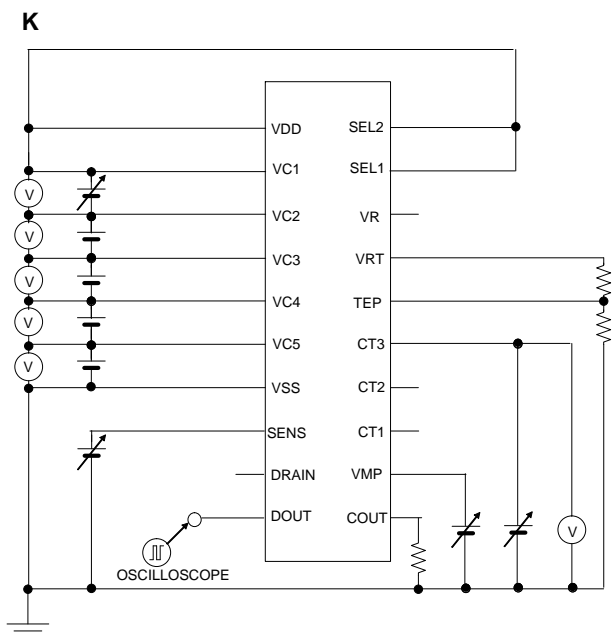 K
VDD
SEL2
VC1
SEL1
V
VC2
VR
V
VC3
VRT
V
VC4
TEP
V
VC5
CT3
V
VSS
CT2
SENS
CT1
DRAIN
VMP
DOUT
COUT
V
OSCILLOSCOPE